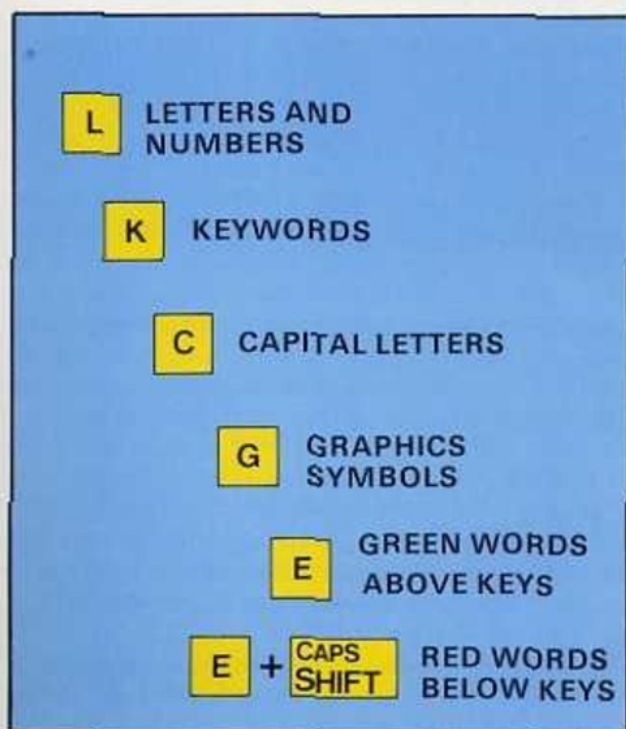 L LETTERS AND
NUMBERS
K KEYWORDS
C CAPITAL LETTERS
G GRAPHICS
SYMBOLS
E GREEN WORDS
ABOVE KEYS
E + CAPS
SHIFT RED WORDS
BELOW KEYS